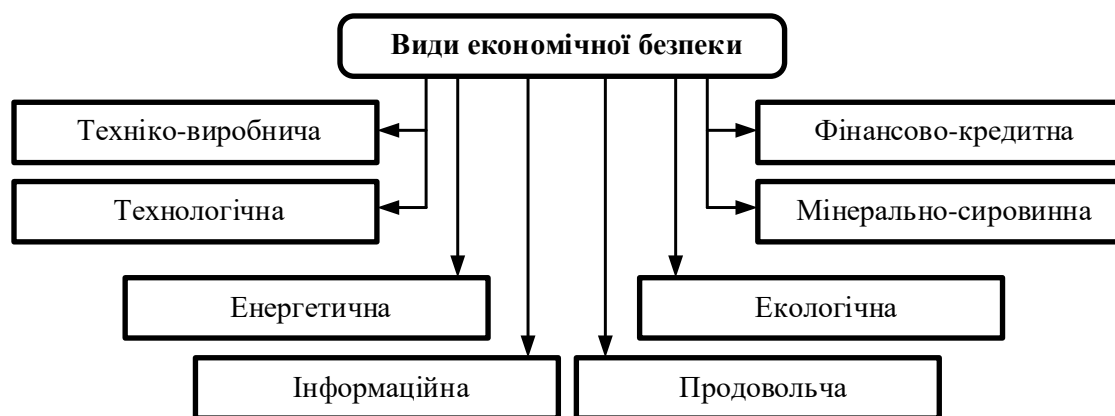 Види економічної безпеки
Техніко-виробнича
Фінансово-кредитна
Технологічна
Мінерально-сировинна
Енергетична
Екологічна
Інформаційна
Продовольча